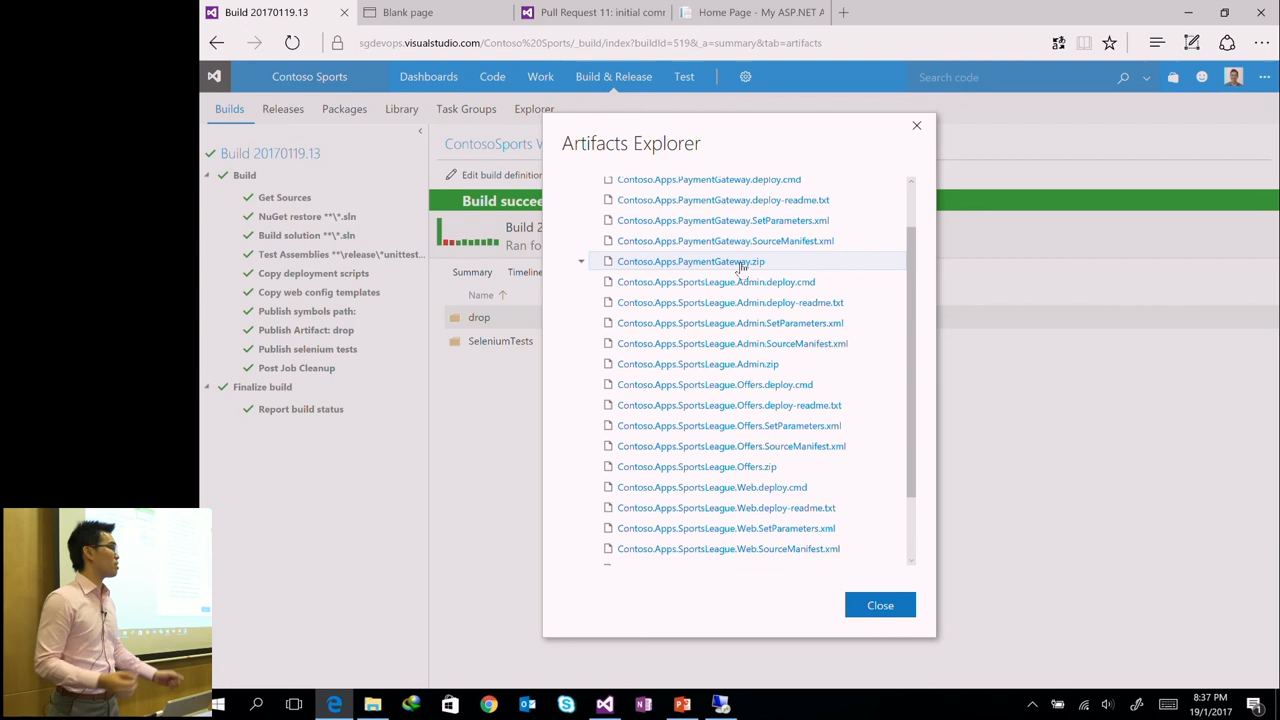 Build 20170119.13
Blank page
Pull Request 11: initial comm
Home Page - My ASP.NET A
sgdevops.visualstudio.com/Contoso%20Sports/_build/index?buildId=519&_a=summary&tab=artifacts
Contoso Sports
Dashboards
Code
Work
Build & Release
Test
Search code
Builds
Releases
Packages
Library
Task Groups
Explorer
Build 20170119.13
Build
Get Sources
NuGet restore **\*.sln
Build solution **\*.sln
Test Assemblies **\release\*unittest...
Copy deployment scripts
Copy web config templates
Publish symbols path:
Publish Artifact: drop
Publish selenium tests
Post Job Cleanup
Finalize build
Report build status
ContosoSports W
Edit build definition
Build succee
Build 2
Ran fo
Summary
Timeline
Name
drop
SeleniumTests
Artifacts Explorer
Contoso.Apps.PaymentGateway.deploy.cmd
Contoso.Apps.PaymentGateway.deploy-readme.txt
Contoso.Apps.PaymentGateway.SetParameters.xml
Contoso.Apps.PaymentGateway.SourceManifest.xml
Contoso.Apps.PaymentGateway.zip
Contoso.Apps.SportsLeague.Admin.deploy.cmd
Contoso.Apps.SportsLeague.Admin.deploy-readme.txt
Contoso.Apps.SportsLeague.Admin.SetParameters.xml
Contoso.Apps.SportsLeague.Admin.SourceManifest.xml
Contoso.Apps.SportsLeague.Admin.zip
Contoso.Apps.SportsLeague.Offers.deploy.cmd
Contoso.Apps.SportsLeague.Offers.deploy-readme.txt
Contoso.Apps.SportsLeague.Offers.SetParameters.xml
Contoso.Apps.SportsLeague.Offers.SourceManifest.xml
Contoso.Apps.SportsLeague.Offers.zip
Contoso.Apps.SportsLeague.Web.deploy.cmd
Contoso.Apps.SportsLeague.Web.deploy-readme.txt
Contoso.Apps.SportsLeague.Web.SetParameters.xml
Contoso.Apps.SportsLeague.Web.SourceManifest.xml
Close
8:37 PM
19/1/2017